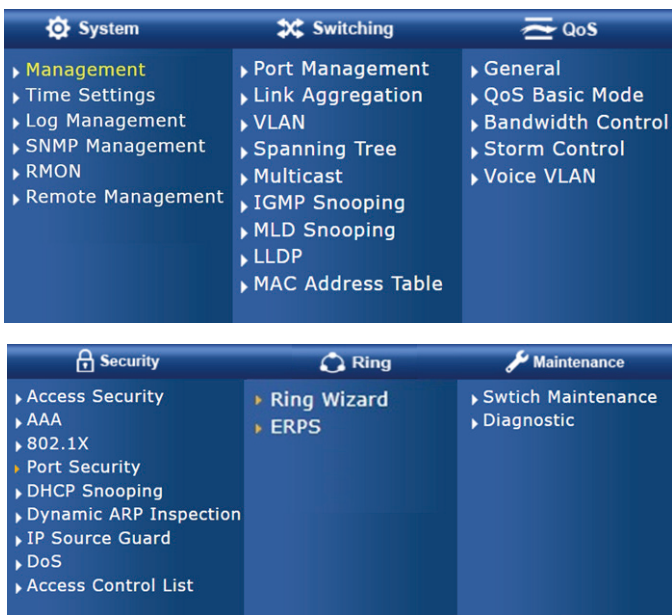 System
Management
Time Settings
Log Management
SNMP Management
RMON
Remote Management
Switching
Port Management
Link Aggregation
VLAN
Spanning Tree
Multicast
IGMP Snooping
MLD Snooping
LLDP
MAC Address Table
QoS
General
QoS Basic Mode
Bandwidth Control
Storm Control
Voice VLAN
Security
Access Security
AAA
802.1X
Port Security
DHCP Snooping
Dynamic ARP Inspection
IP Source Guard
DoS
Access Control List
Ring
Ring Wizard
ERPS
Maintenance
Swtich Maintenance
Diagnostic